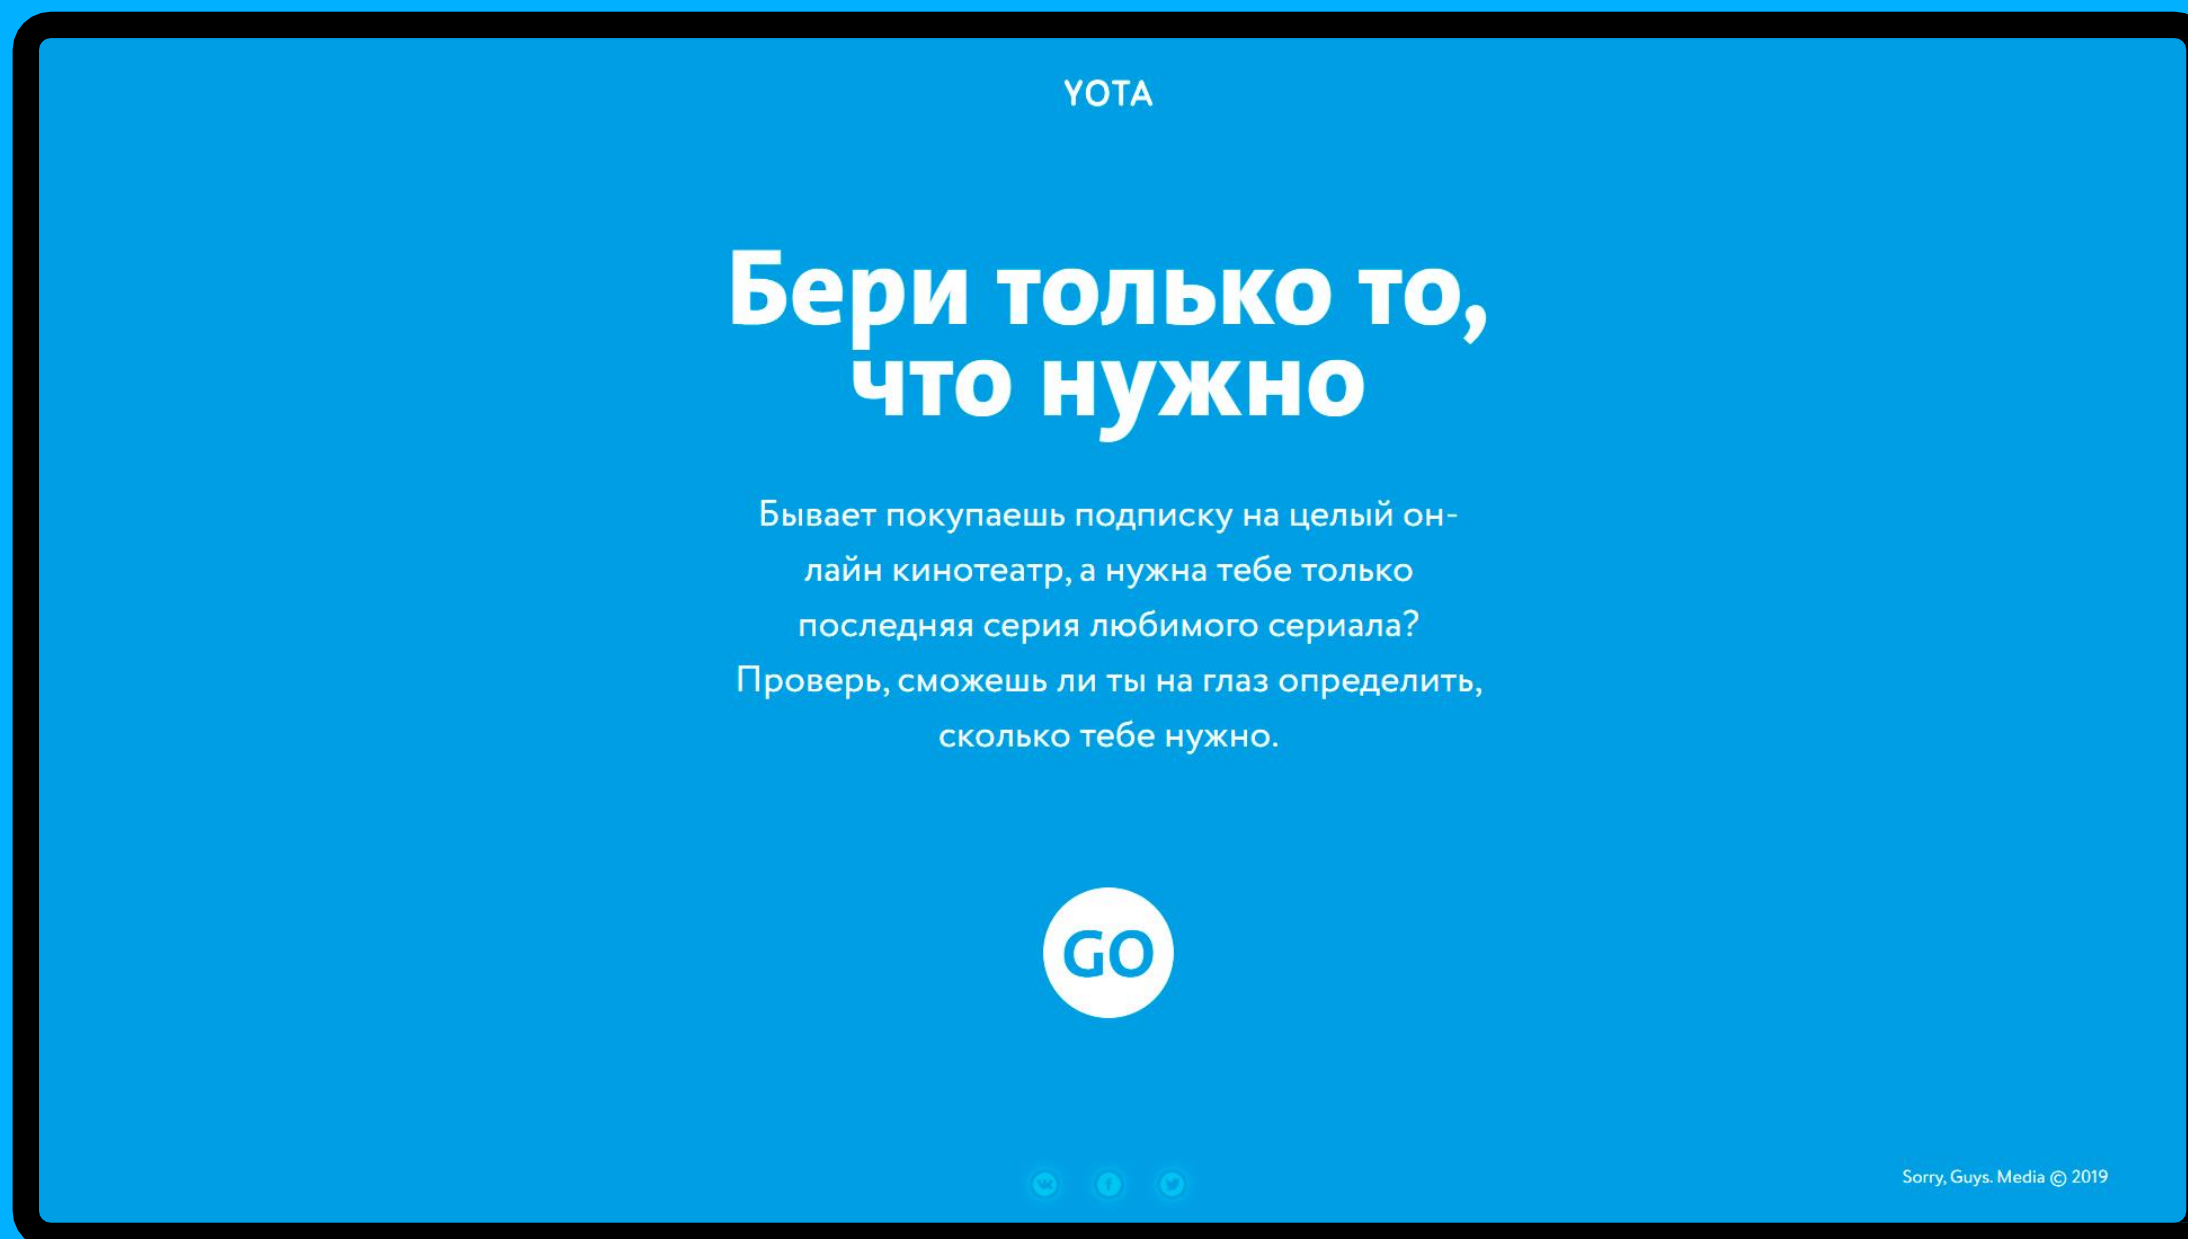 YOTA
Бери только то,
что нужно
Бывает покупаешь подписку на целый он-
лайн кинотеатр, а нужна тебе только
последняя серия любимого сериала?
Проверь, сможешь ли ты на глаз определить,
сколько тебе нужно.
GO
Sorry, Guys. Media © 2019